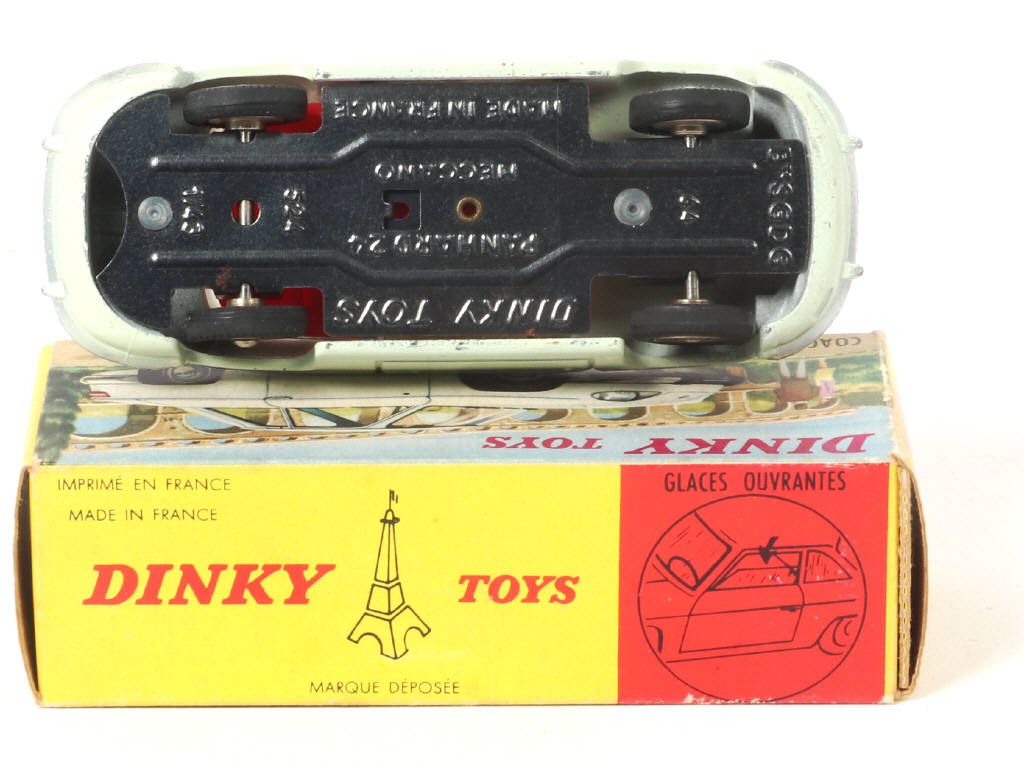 MADE IN FRANCE
MECCANO
PANHARD 24
DINKY TOYS
1/43
524
64
BTS G D G
COAC
DINKY TOYS
IMPRIMÉ EN FRANCE
MADE IN FRANCE
DINKY TOYS
MARQUE DÉPOSÉE
GLACES OUVRANTES